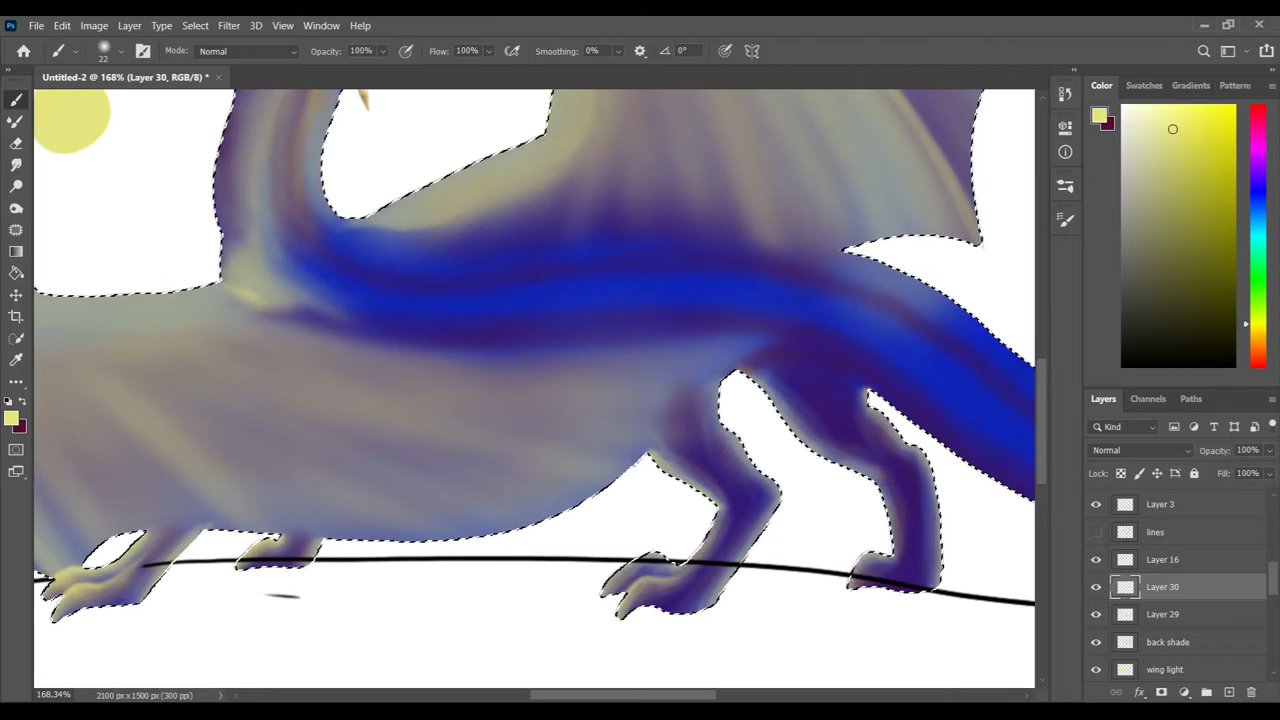 Ps File Edit Image Layer Type Select Filter 3D View Window Help
22 Mode: Normal Opacity: 100% Flow: 100% Smoothing: 0% 0°
Untitled-2 @ 168% (Layer 30, RGB/8) *
Color Swatches Gradients Patterns
Layers Channels Paths
Kind
Normal Opacity: 100%
Lock: Fill: 100%
Layer 3
lines
Layer 16
Layer 30
Layer 29
back shade
wing light
168.34% 2100 px x 1500 px (300 ppi)
fx